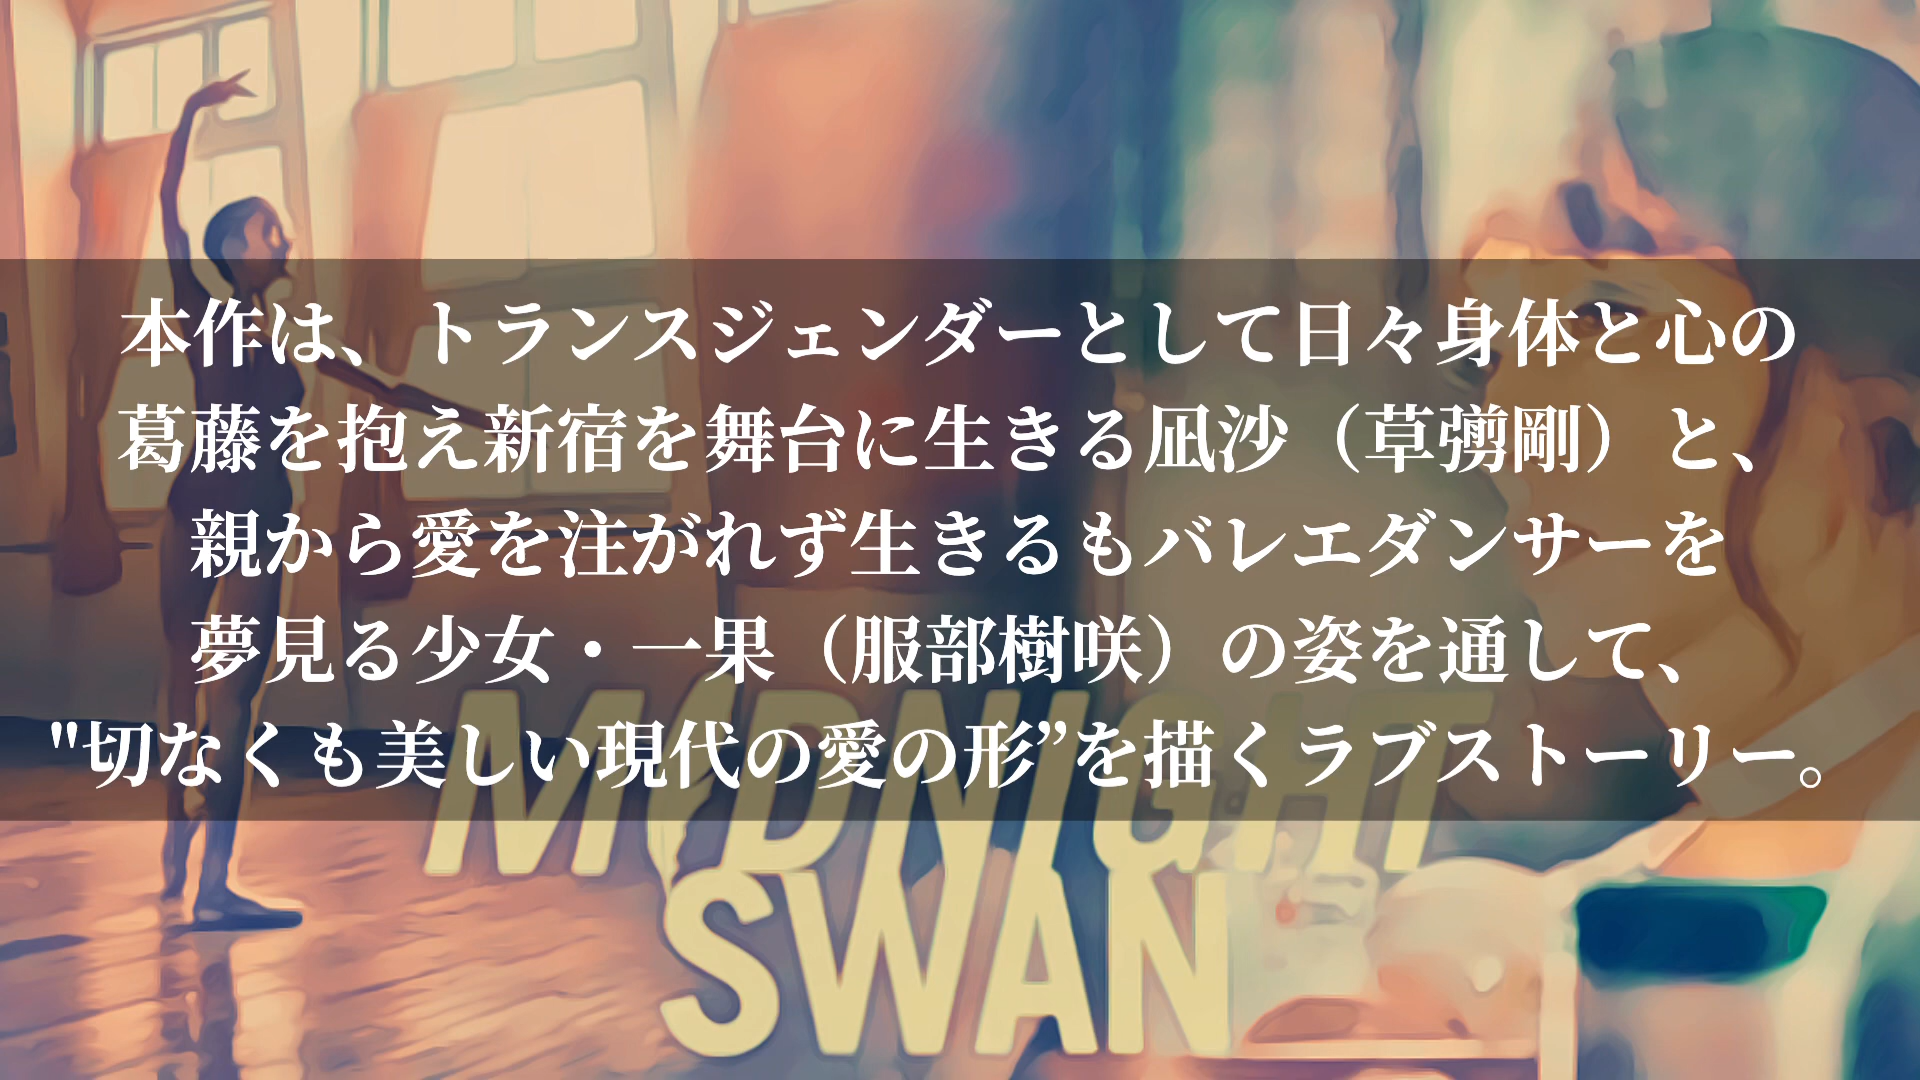 本作は、トランスジェンダーとして日々身体と心の
葛藤を抱え新宿を舞台に生きる凪沙（草彅剛）と、
親から愛を注がれず生きるもバレエダンサーを
夢見る少女・一果（服部樹咲）の姿を通して、
"切なくも美しい現代の愛の形”を描くラブストーリー。
MIDNIGHT
SWAN